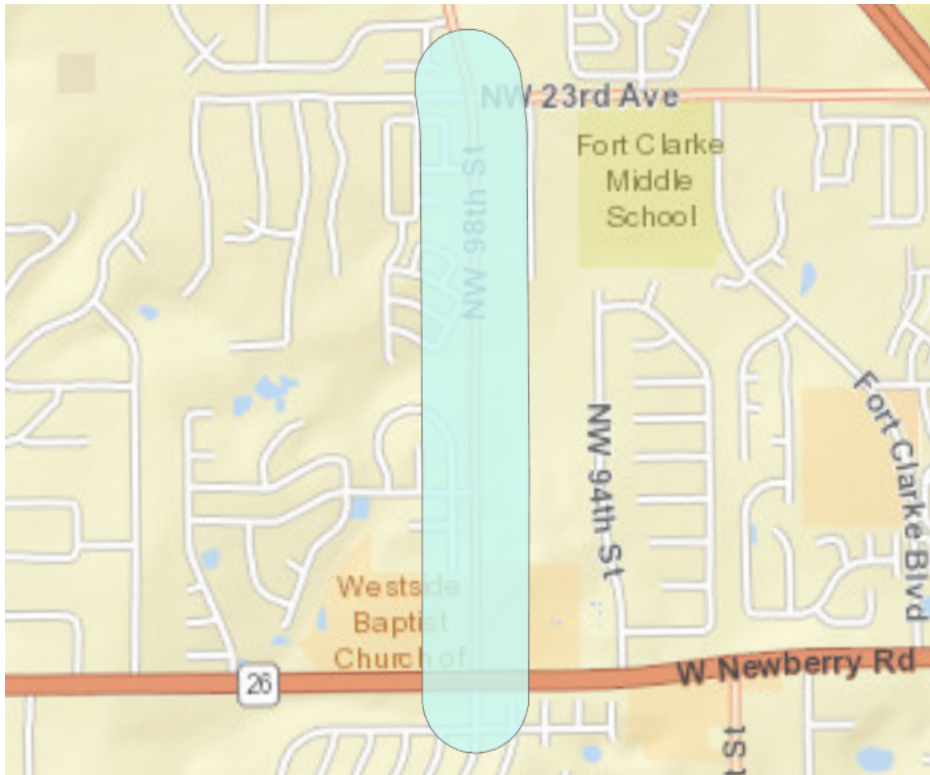 NW 23rd Ave
Fort Clarke
Middle
School
NW 98th St
Fort Clarke Blvd
NW 94th St
Westside
Baptist
Church of
W Newberry Rd
26
St